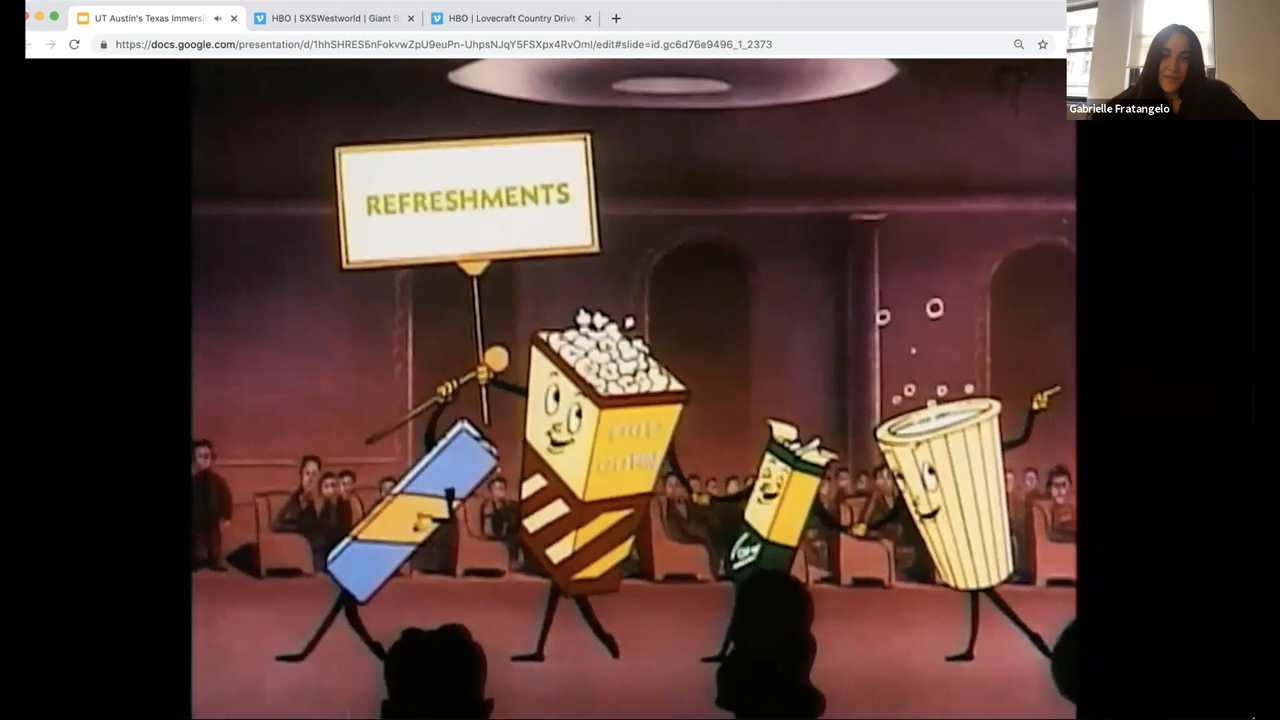 UT Austin's Texas Immersi
HBO | SXSWestworld | Giant S
HBO | Lovecraft Country Drive
https://docs.google.com/presentation/d/1hhSHRES5nFokvwZpU9euPn-UhpsNJqY5FSXpx4RvOmI/edit#slide=id.gc6d76e9496_1_2373
Gabrielle Fratangelo
REFRESHMENTS